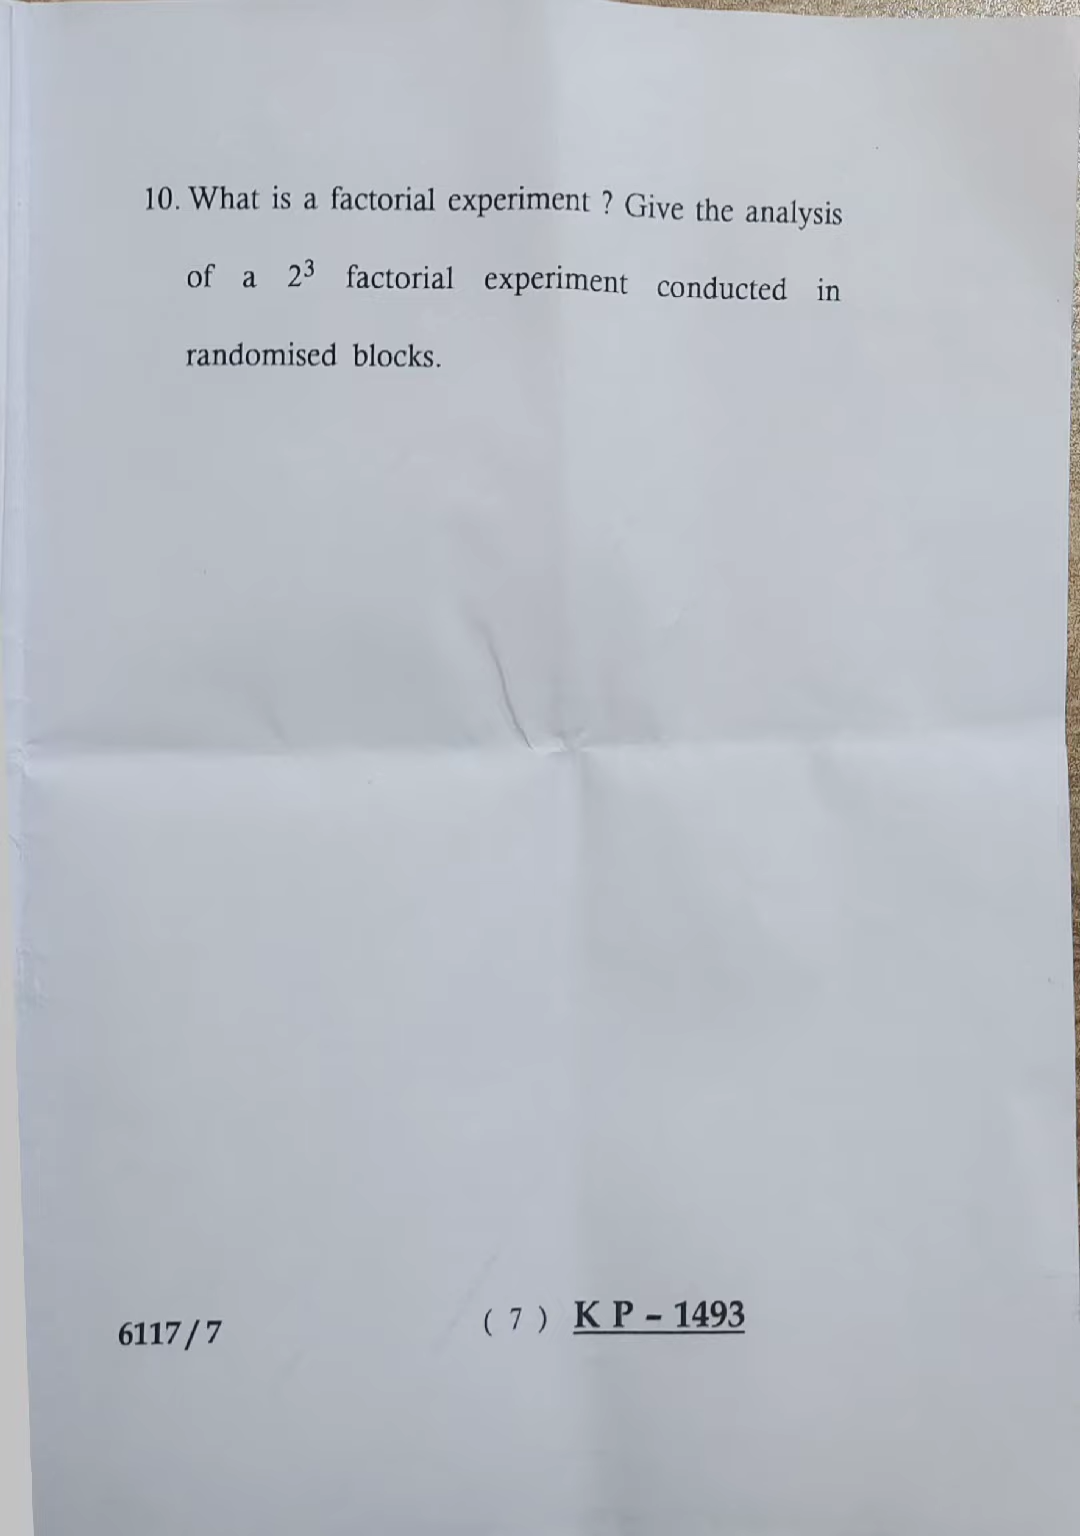 10. What is a factorial experiment ? Give the analysis
of a 2³ factorial experiment conducted in
randomised blocks.
6117/7 ( 7 ) K P - 1493